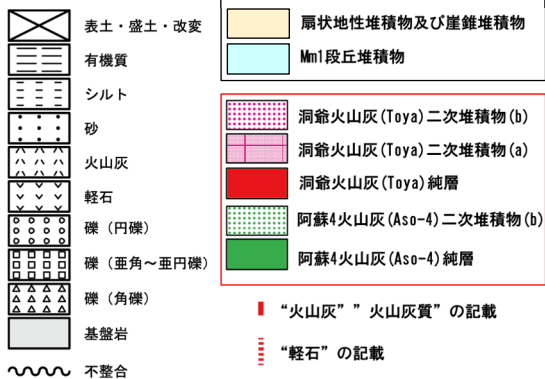 表土・盛土・改変
有機質
シルト
砂
火山灰
軽石
礫（円礫）
礫（亜角～亜円礫）
礫（角礫）
基盤岩
不整合
扇状地性堆積物及び崖錐堆積物
Mm1段丘堆積物
洞爺火山灰(Toya)二次堆積物(b)
洞爺火山灰(Toya)二次堆積物(a)
洞爺火山灰(Toya)純層
阿蘇4火山灰(Aso-4)二次堆積物(b)
阿蘇4火山灰(Aso-4)純層
“火山灰””火山灰質”の記載
“軽石”の記載